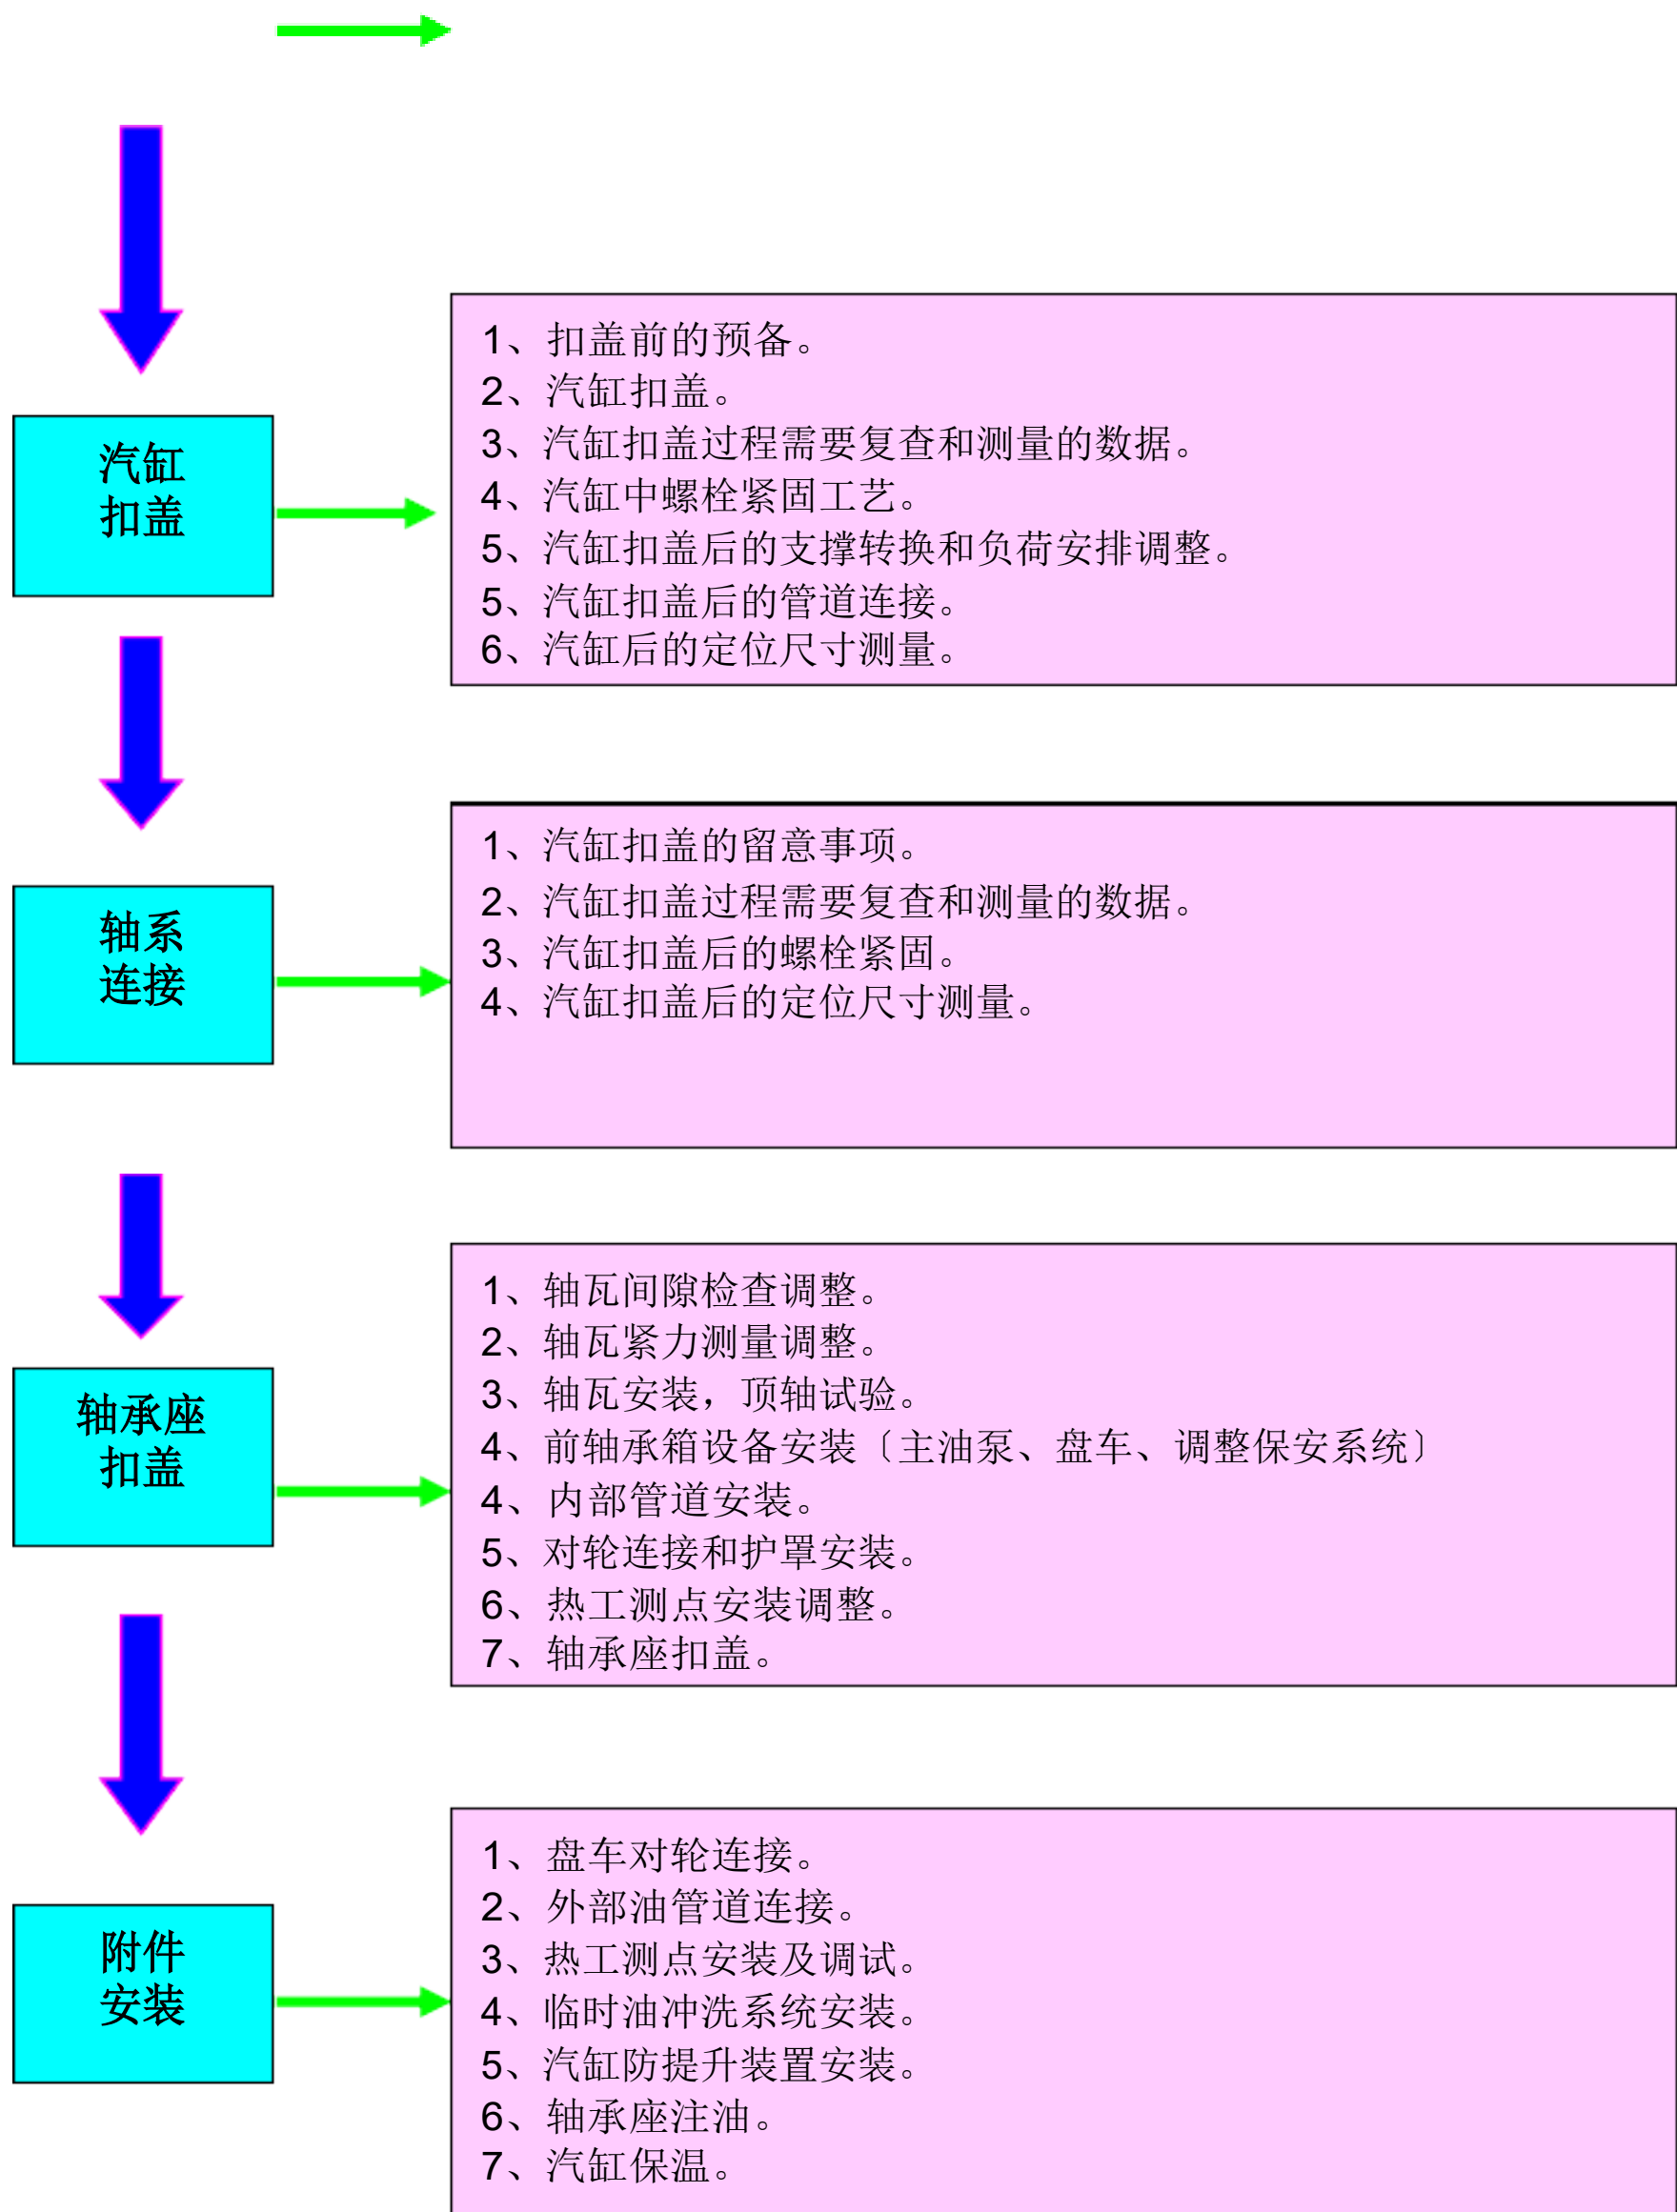 1、扣盖前的预备。
2、汽缸扣盖。
3、汽缸扣盖过程需要复查和测量的数据。
4、汽缸中螺栓紧固工艺。
5、汽缸扣盖后的支撑转换和负荷安排调整。
5、汽缸扣盖后的管道连接。
6、汽缸后的定位尺寸测量。
汽缸
扣盖
1、汽缸扣盖的留意事项。
2、汽缸扣盖过程需要复查和测量的数据。
3、汽缸扣盖后的螺栓紧固。
4、汽缸扣盖后的定位尺寸测量。
轴系
连接
1、轴瓦间隙检查调整。
2、轴瓦紧力测量调整。
3、轴瓦安装，顶轴试验。
4、前轴承箱设备安装〔主油泵、盘车、调整保安系统〕
4、内部管道安装。
5、对轮连接和护罩安装。
6、热工测点安装调整。
7、轴承座扣盖。
轴承座
扣盖
1、盘车对轮连接。
2、外部油管道连接。
3、热工测点安装及调试。
4、临时油冲洗系统安装。
5、汽缸防提升装置安装。
6、轴承座注油。
7、汽缸保温。
附件
安装